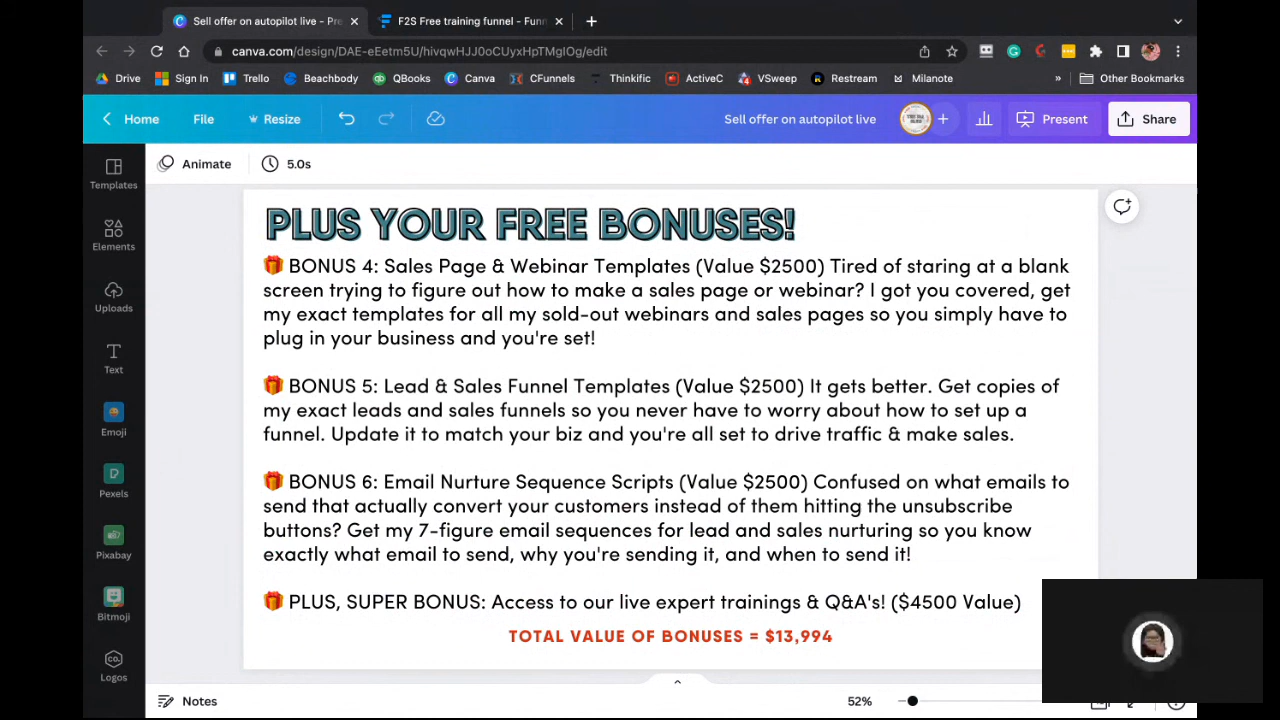 Sell offer on autopilot live - Pre
F2S Free training funnel - Funn
canva.com/design/DAE-eEetm5U/hivqwHJJ0oCUyxHpTMgIOg/edit
Drive
Sign In
Trello
Beachbody
QBooks
Canva
CFunnels
Thinkific
ActiveC
VSweep
Restream
Milanote
»
Other Bookmarks
Home
File
Resize
Sell offer on autopilot live
Present
Share
Animate
5.0s
Templates
Elements
Uploads
Text
Emoji
Pexels
Pixabay
Bitmoji
CO.
Logos
PLUS YOUR FREE BONUSES!
🎁 BONUS 4: Sales Page & Webinar Templates (Value $2500) Tired of staring at a blank
screen trying to figure out how to make a sales page or webinar? I got you covered, get
my exact templates for all my sold-out webinars and sales pages so you simply have to
plug in your business and you're set!
🎁 BONUS 5: Lead & Sales Funnel Templates (Value $2500) It gets better. Get copies of
my exact leads and sales funnels so you never have to worry about how to set up a
funnel. Update it to match your biz and you're all set to drive traffic & make sales.
🎁 BONUS 6: Email Nurture Sequence Scripts (Value $2500) Confused on what emails to
send that actually convert your customers instead of them hitting the unsubscribe
buttons? Get my 7-figure email sequences for lead and sales nurturing so you know
exactly what email to send, why you're sending it, and when to send it!
🎁 PLUS, SUPER BONUS: Access to our live expert trainings & Q&A's! ($4500 Value)
TOTAL VALUE OF BONUSES = $13,994
Notes
52%